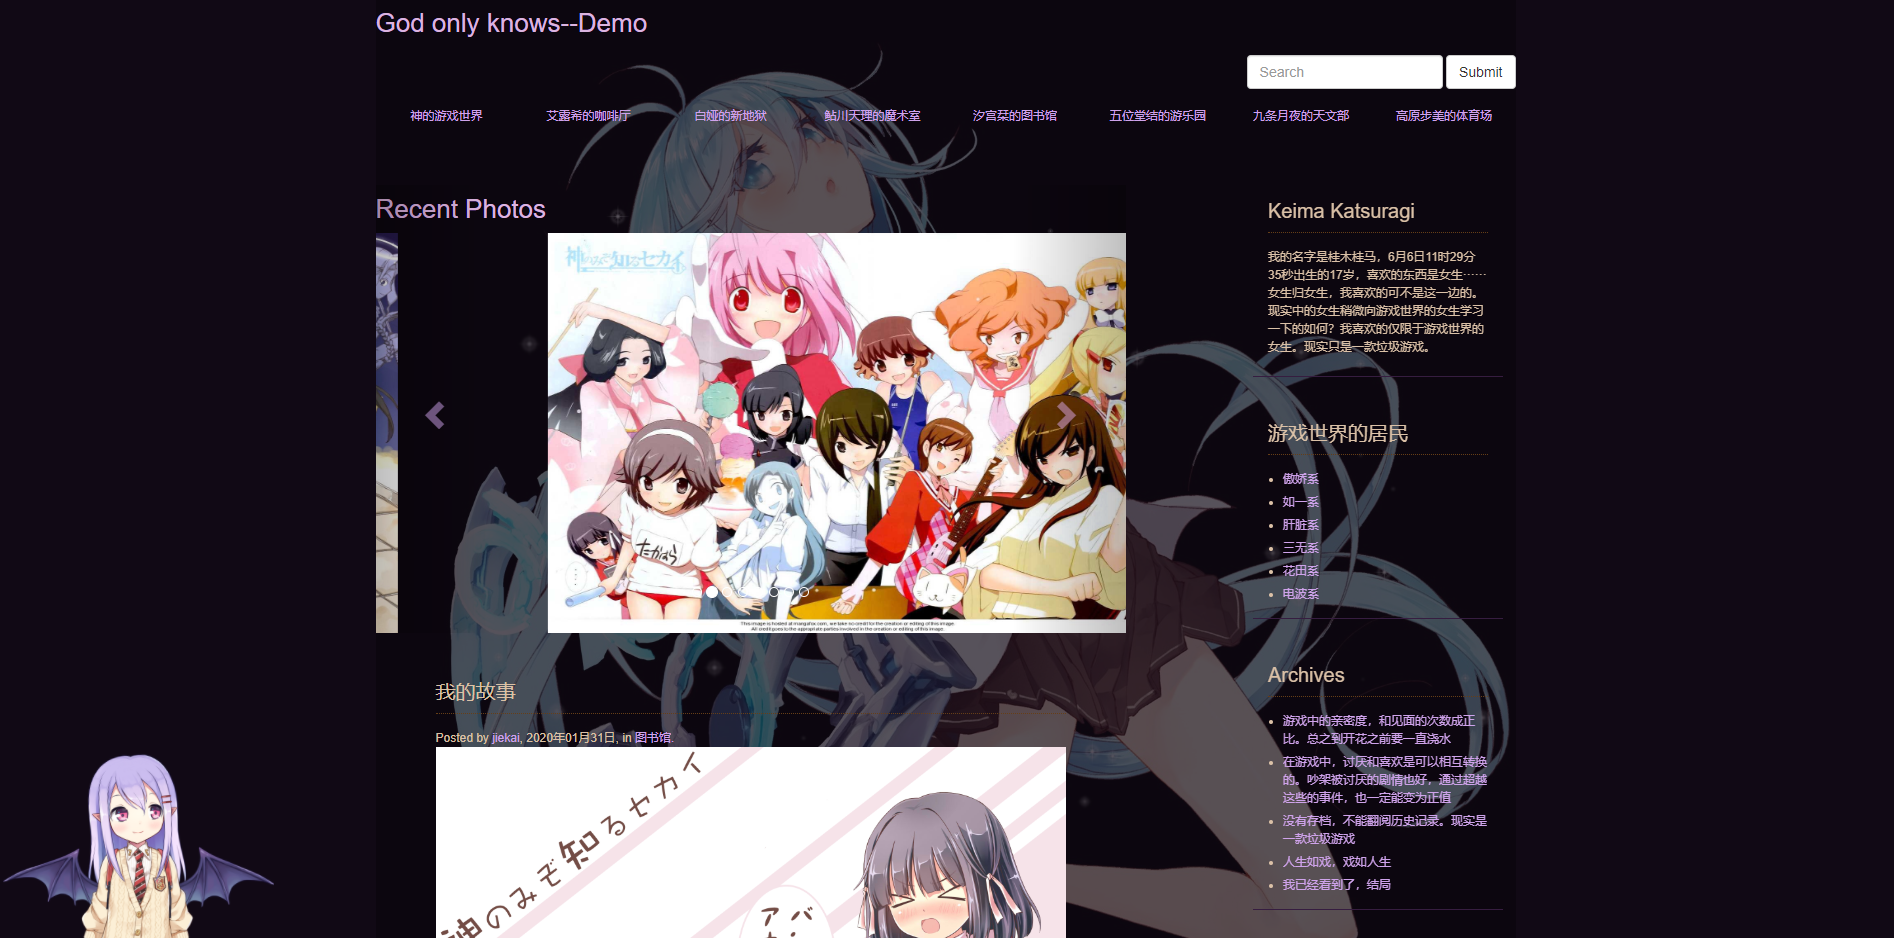 God only knows--Demo
Search
Submit
神的游戏世界
艾露希的咖啡厅
白娅的新地狱
鲇川天理的魔术室
汐宫栞的图书馆
五位堂结的游乐园
九条月夜的天文部
高原步美的体育场
Recent Photos
神のみぞ知るセカイ
たかはら
This image is hosted at mangafox.com, we take no credit for the creation or editing of this image.
All credit goes to the appropriate parties involved in the creation or editing of this image.
我的故事
Posted by jiekai, 2020年01月31日, in 图书馆.
神のみぞ知るセカイ
Keima Katsuragi
我的名字是桂木桂马，6月6日11时29分
35秒出生的17岁，喜欢的东西是女生……
女生归女生，我喜欢的可不是这一边的。
现实中的女生稍微向游戏世界的女生学习
一下的如何？我喜欢的仅限于游戏世界的
女生。现实只是一款垃圾游戏。
游戏世界的居民
傲娇系
如一系
肝脏系
三无系
花田系
电波系
Archives
游戏中的亲密度，和见面的次数成正
比。总之到开花之前要一直浇水
在游戏中，讨厌和喜欢是可以相互转换
的。吵架被讨厌的剧情也好，通过超越
这些的事件，也一定能变为正值
没有存档，不能翻阅历史记录。现实是
一款垃圾游戏
人生如戏，戏如人生
我已经看到了，结局